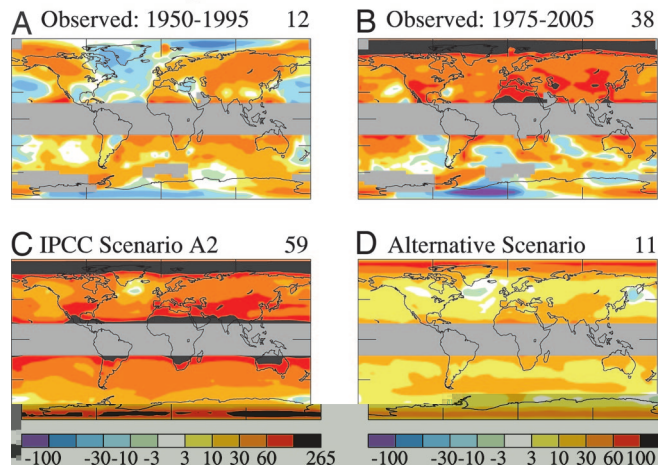 A Observed: 1950-1995 12
B Observed: 1975-2005 38
C IPCC Scenario A2 59
D Alternative Scenario 11
-100 -30 -10 -3 3 10 30 60 265
-100 -30 -10 -3 3 10 30 60 100